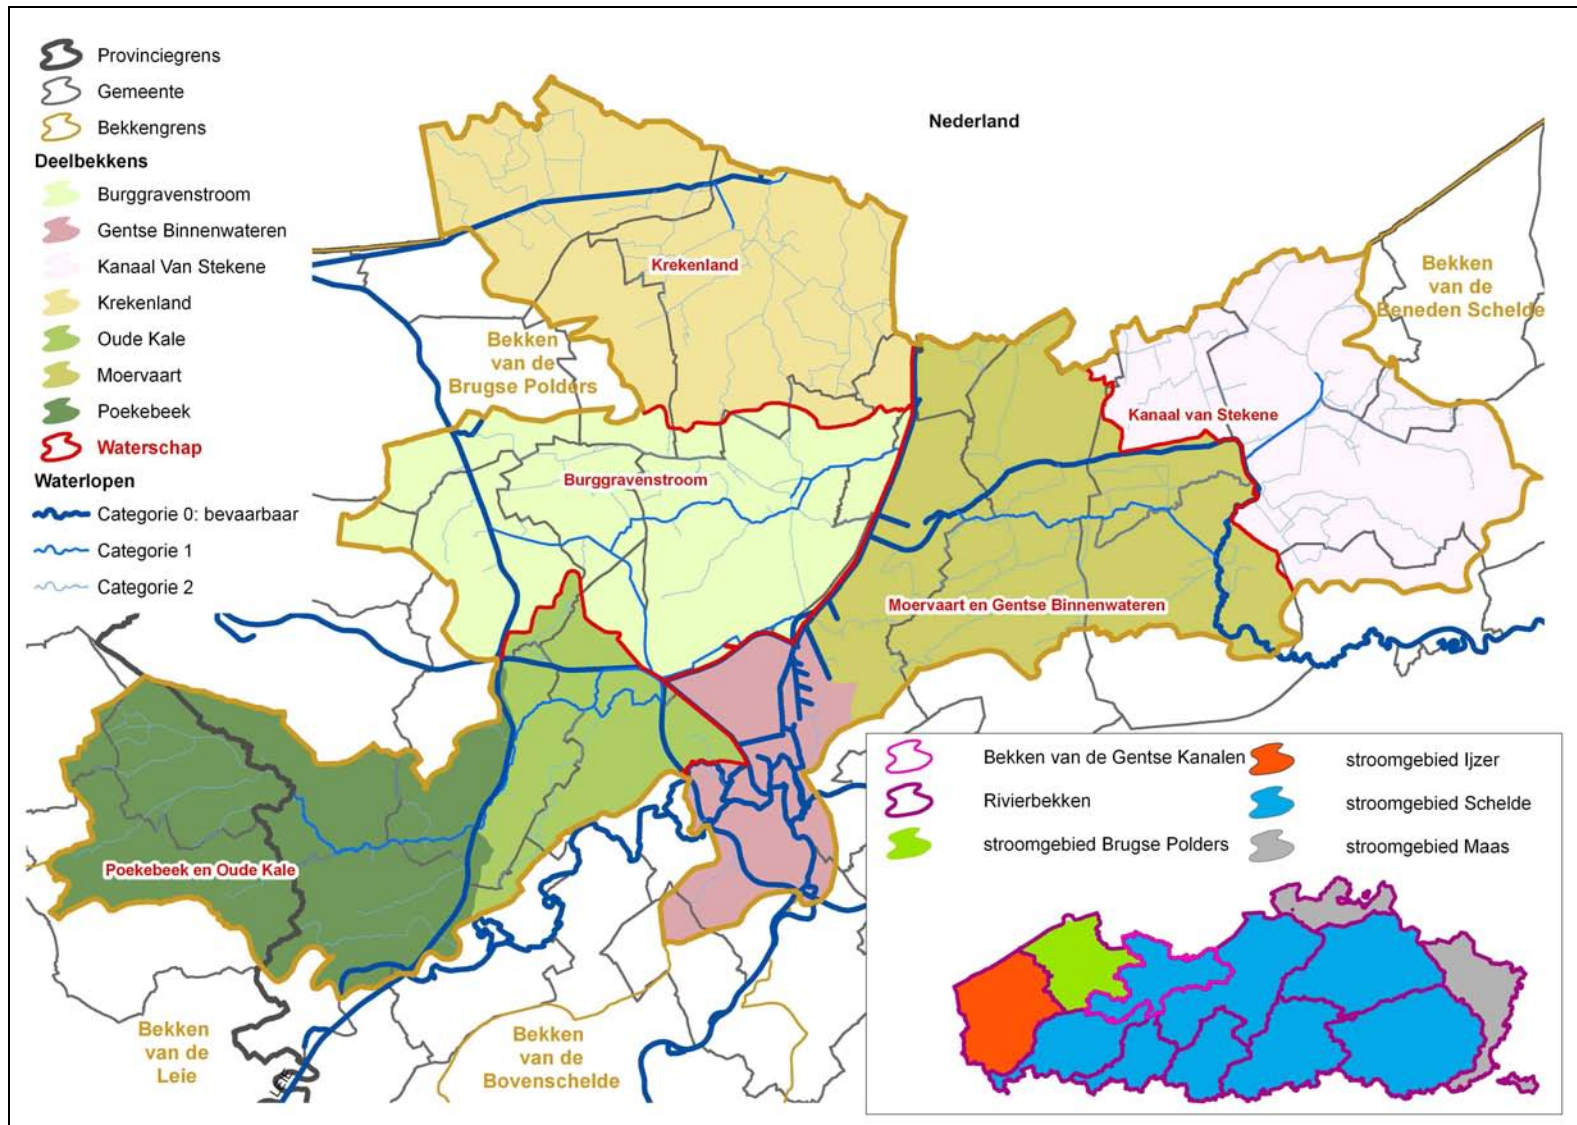 Provinciegrens
Gemeente
Bekkengrens
Deelbekkens
Burggravenstroom
Gentse Binnenwateren
Kanaal Van Stekene
Krekenland
Oude Kale
Moervaart
Poekebeek
Waterschap
Waterlopen
Categorie 0: bevaarbaar
Categorie 1
Categorie 2
Nederland
Krekenland
Bekken
van de
Beneden Schelde
Bekken
van de
Brugse Polders
Kanaal van Stekene
Burggravenstroom
Moervaart en Gentse Binnenwateren
Poekebeek en Oude Kale
Bekken
van de
Leie
LEIE
Bekken
van de
Bovenschelde
Bekken van de Gentse Kanalen
Rivierbekken
stroomgebied Brugse Polders
stroomgebied Ijzer
stroomgebied Schelde
stroomgebied Maas